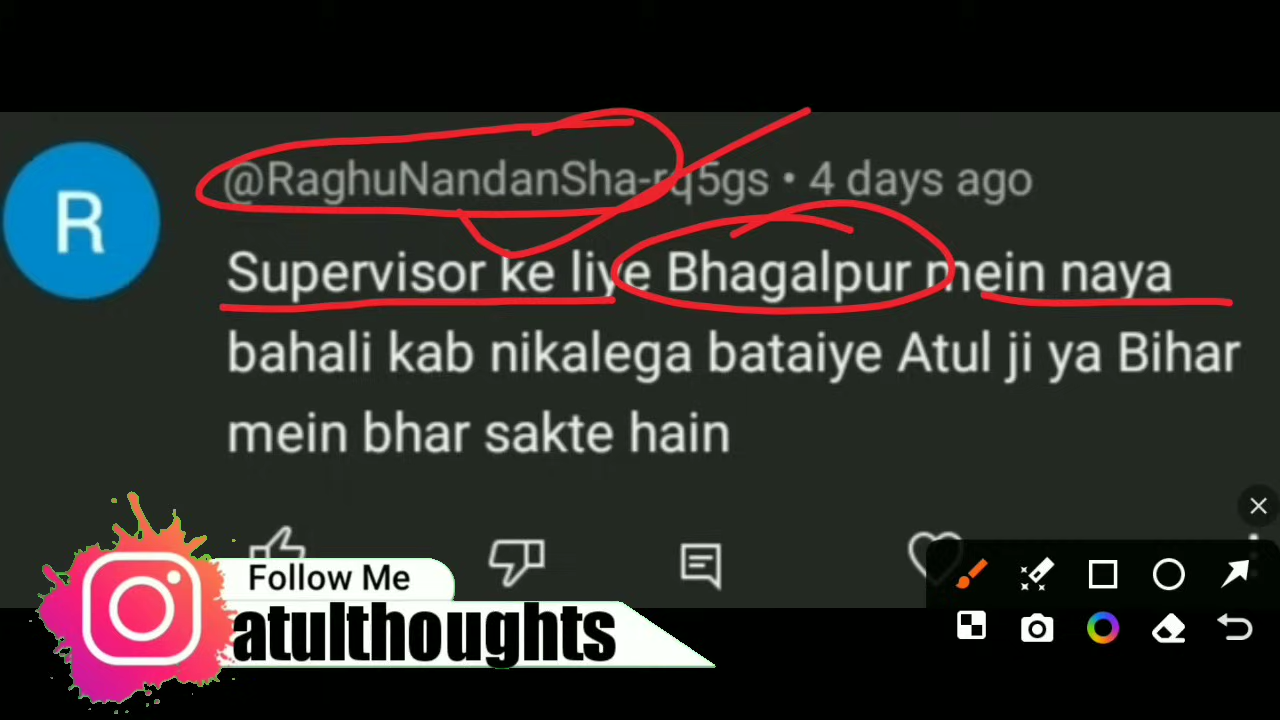 R
@RaghuNandanSha-rq5gs • 4 days ago
Supervisor ke liye Bhagalpur mein naya
bahali kab nikalega bataiye Atul ji ya Bihar
mein bhar sakte hain
Follow Me
atulthoughts